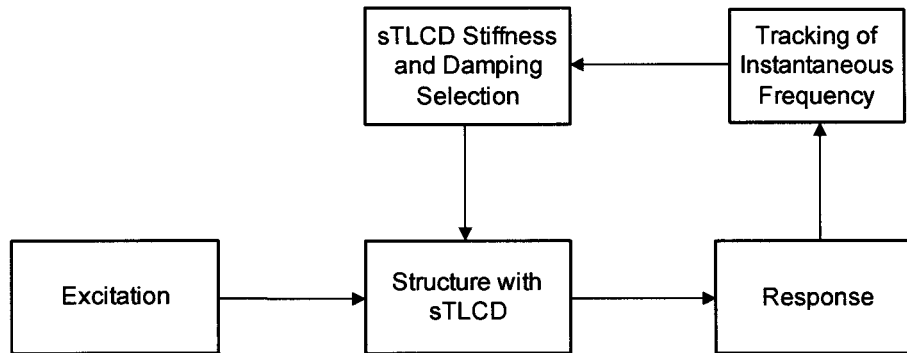 sTLCD Stiffness
and Damping
Selection
Tracking of
Instantaneous
Frequency
Excitation
Structure with
sTLCD
Response